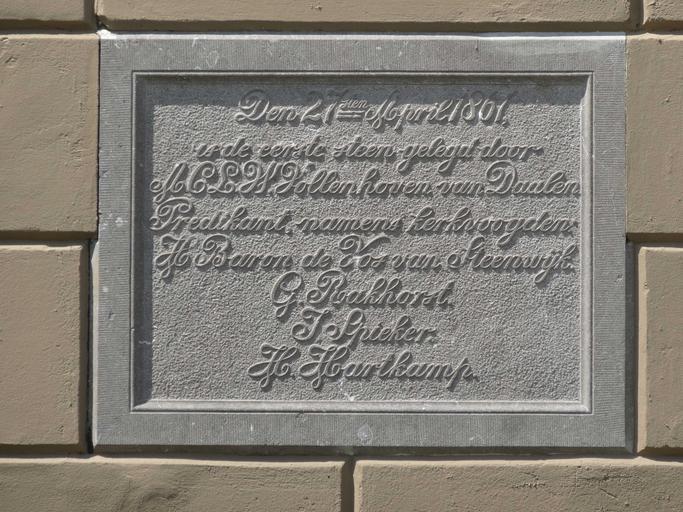 Den 27sten April 1861.
is de eerste steen gelegd door
A.C.L.W. Vollenhoven van Daalen
Predikant, namens kerkvoogden:
H Baron de Vos van Steenwijk.
G. Rakhorst.
J. Spieker.
H. Hartkamp.